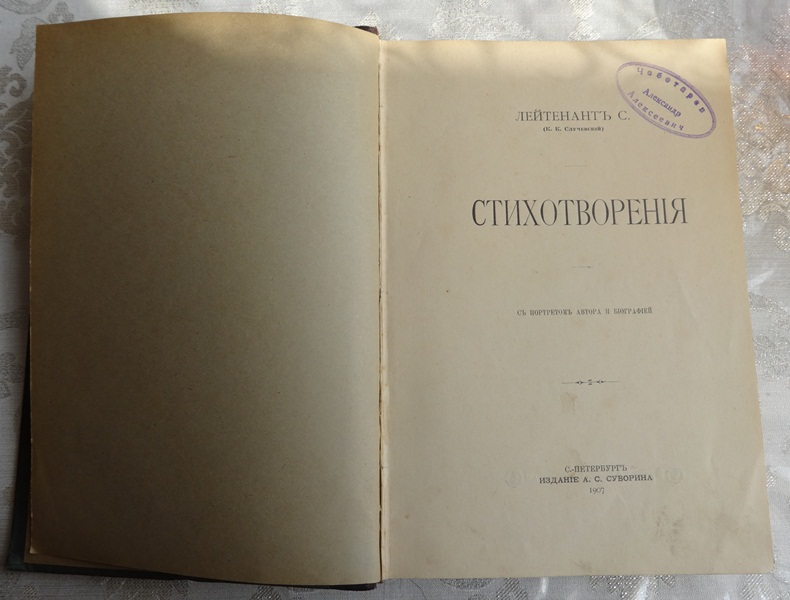 Чеботарев
Александр
Алексеевич
ЛЕЙТЕНАНТЪ С.
(К. К. Случевскій)
СТИХОТВОРЕНІЯ
СЪ ПОРТРЕТОМЪ АВТОРА И БІОГРАФІЕЙ
С.-ПЕТЕРБУРГЪ
ИЗДАНІЕ А. С. СУВОРИНА
1907